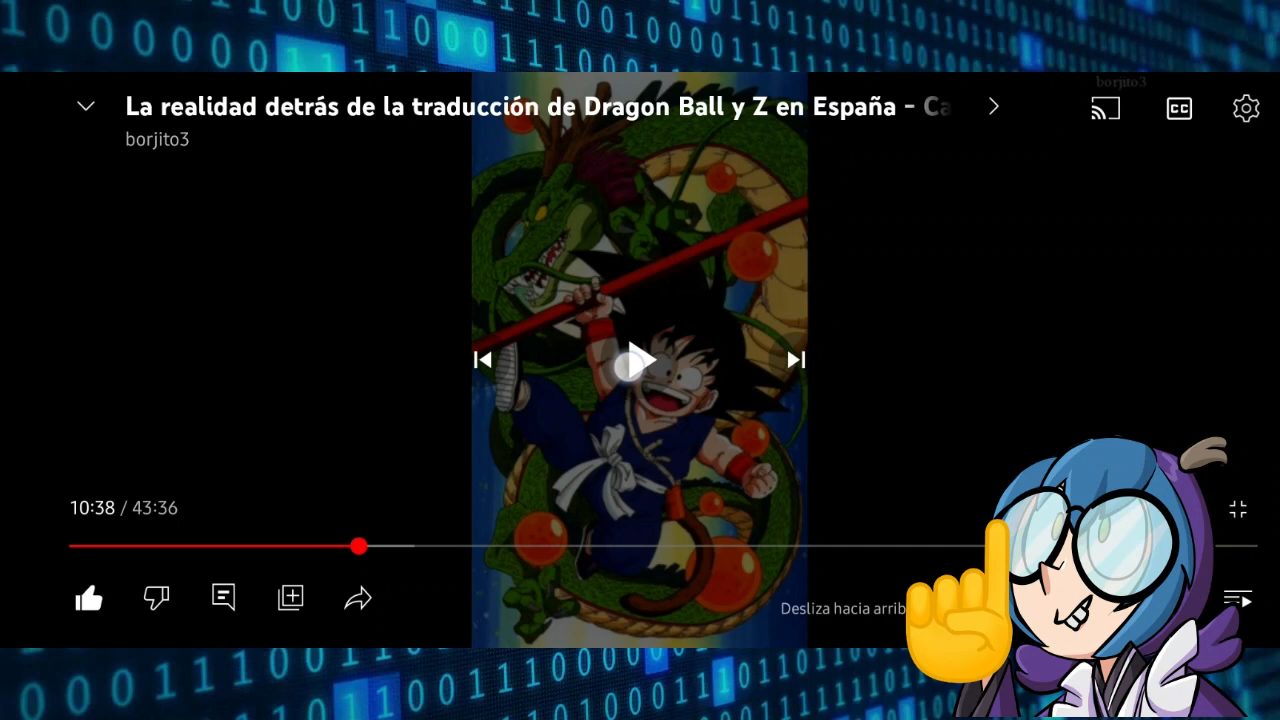 borjito3
La realidad detrás de la traducción de Dragon Ball y Z en España - Ca
CC
borjito3
10:38 / 43:36
Desliza hacia arrib